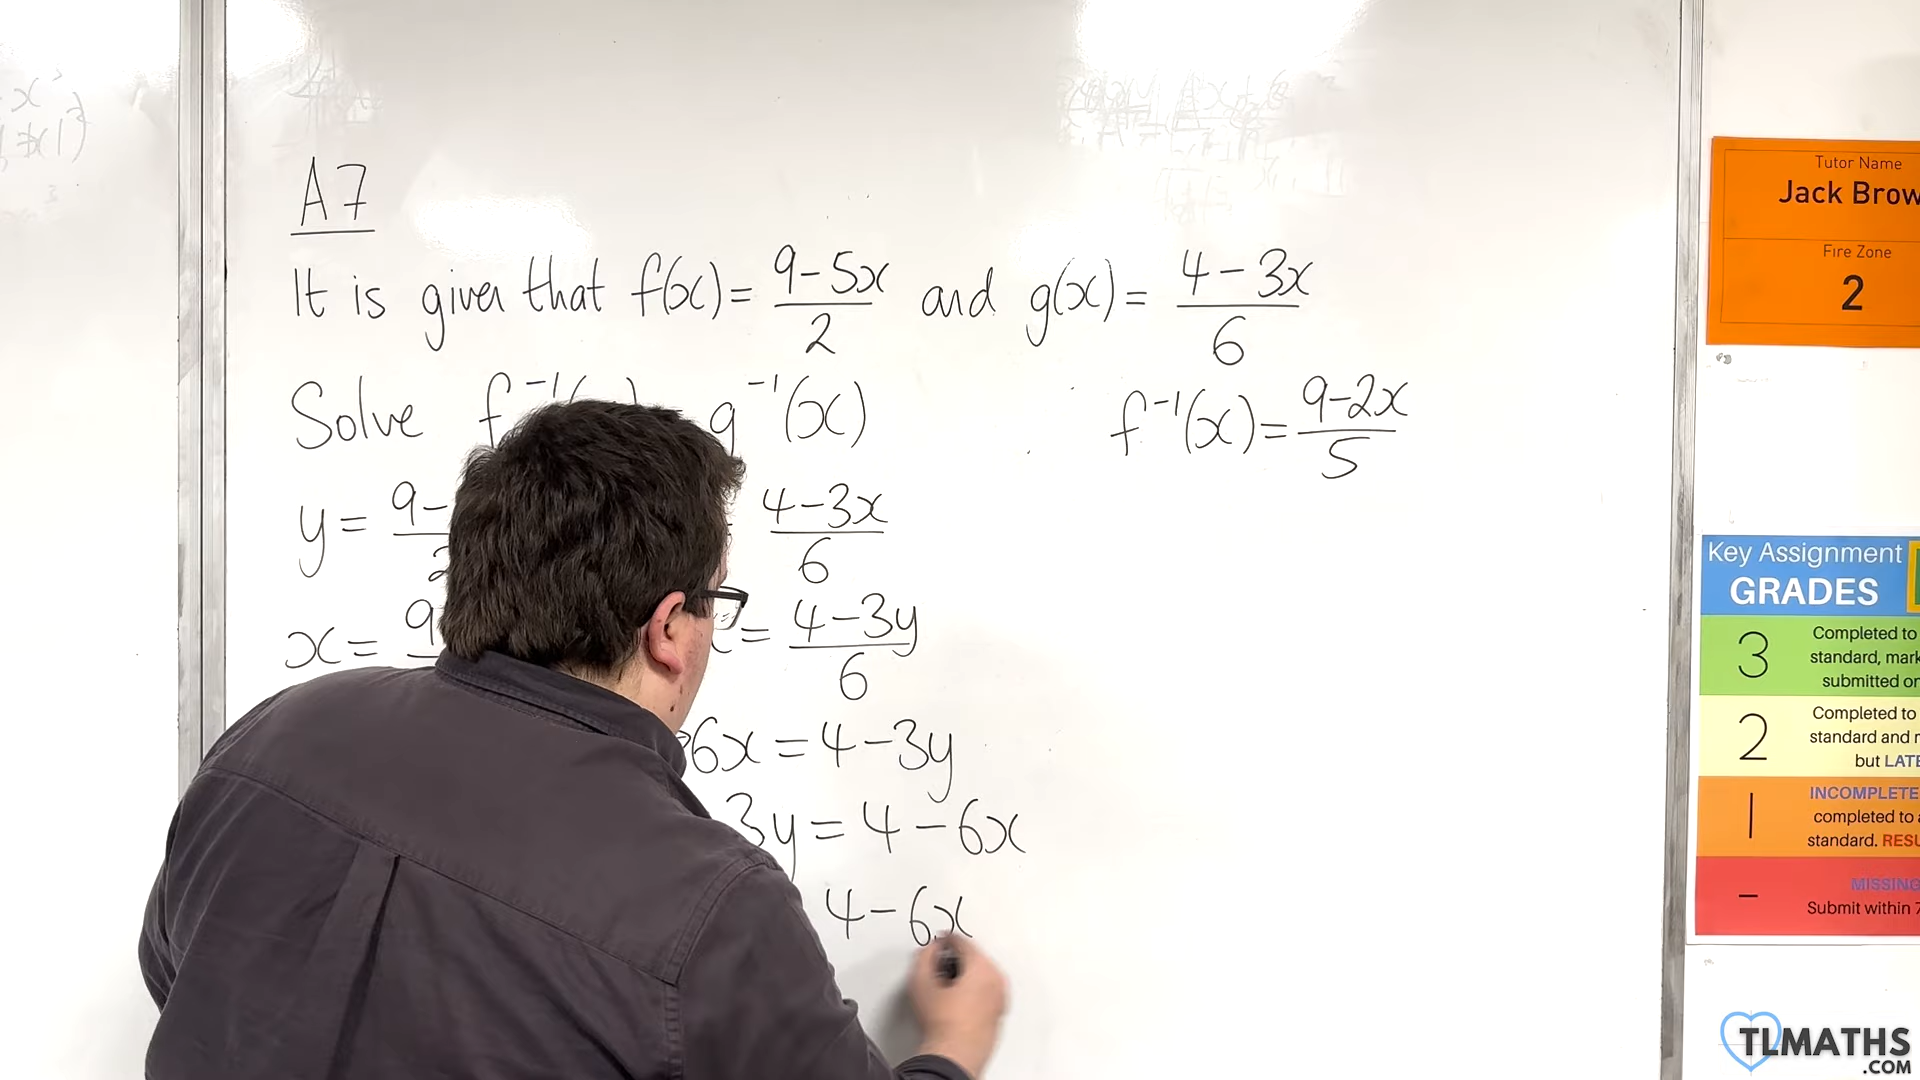 A7
It is given that f(x) = (9-5x)/2 and g(x) = (4-3x)/6
Solve f⁻¹( ) = g⁻¹(x)
f⁻¹(x) = (9-2x)/5
y = 9-
4-3x/6
x = 9
= (4-3y)/6
6x = 4-3y
3y = 4-6x
4-6x
Tutor Name
Jack Brow
Fire Zone
2
Key Assignment
GRADES
3 Completed to
standard, mark
submitted on
2 Completed to
standard and
but LATE
1 INCOMPLETE
completed to
standard. RESU
- MISSING
Submit within 7
TLMATHS
.COM